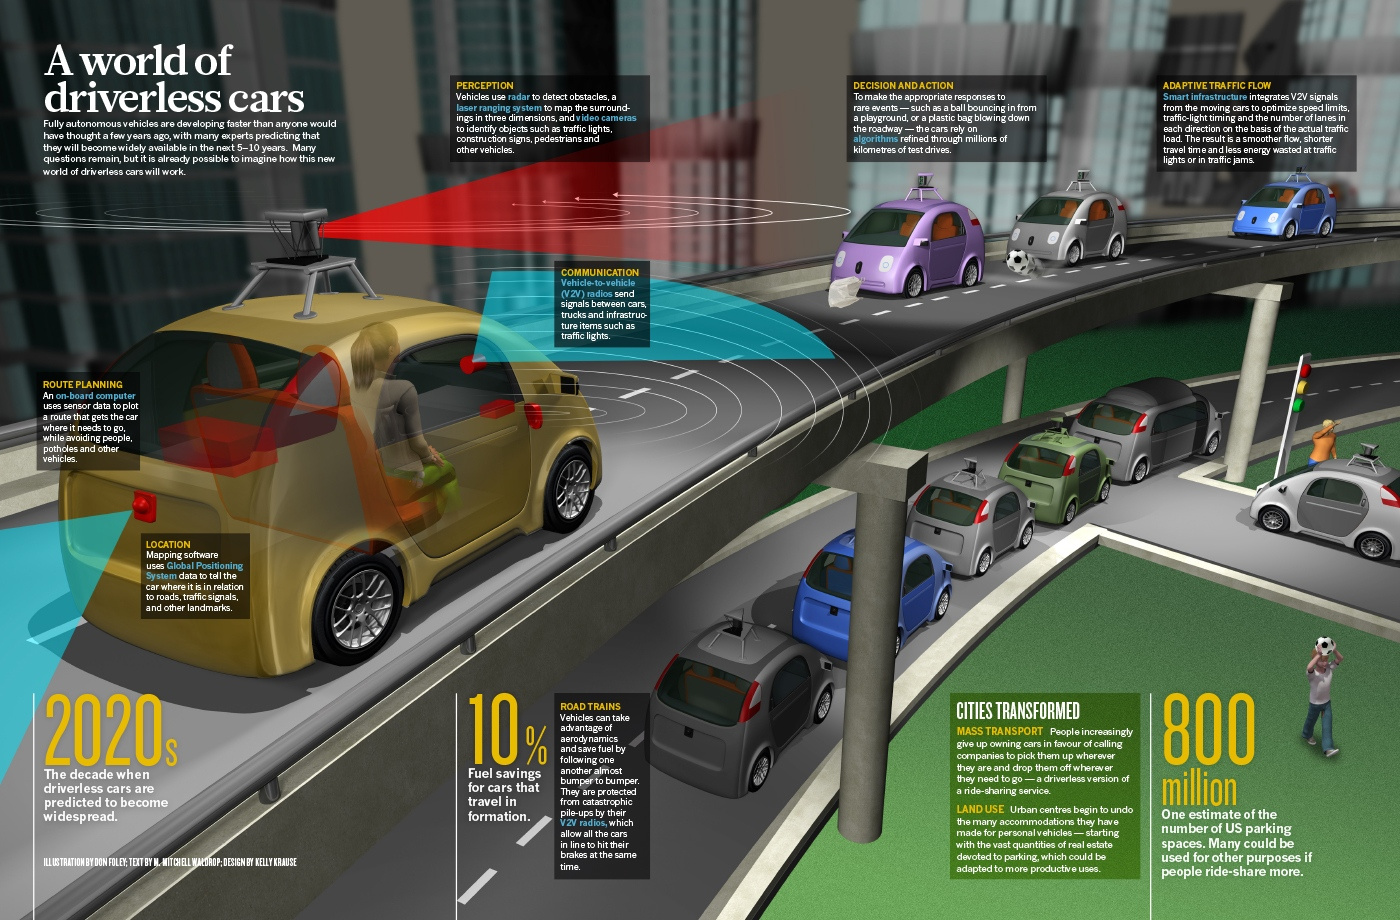 A world of
driverless cars
Fully autonomous vehicles are developing faster than anyone would
have thought a few years ago, with many experts predicting that
they will become widely available in the next 5–10 years. Many
questions remain, but it is already possible to imagine how this new
world of driverless cars will work.
PERCEPTION
Vehicles use radar to detect obstacles, a
laser ranging system to map the surround-
ings in three dimensions, and video cameras
to identify objects such as traffic lights,
construction signs, pedestrians and
other vehicles.
DECISION AND ACTION
To make the appropriate responses to
rare events — such as a ball bouncing in from
a playground, or a plastic bag blowing down
the roadway — the cars rely on
algorithms refined through millions of
kilometres of test drives.
ADAPTIVE TRAFFIC FLOW
Smart infrastructure integrates V2V signals
from the moving cars to optimize speed limits,
traffic-light timing and the number of lanes in
each direction on the basis of the actual traffic
load. The result is a smoother flow, shorter
travel time and less energy wasted at traffic
lights or in traffic jams.
COMMUNICATION
Vehicle-to-vehicle
(V2V) radios send
signals between cars,
trucks and infrastruc-
ture items such as
traffic lights.
ROUTE PLANNING
An on-board computer
uses sensor data to plot
a route that gets the car
where it needs to go,
while avoiding people,
potholes and other
vehicles.
LOCATION
Mapping software
uses Global Positioning
System data to tell the
car where it is in relation
to roads, traffic signals,
and other landmarks.
2020s
The decade when
driverless cars are
predicted to become
widespread.
ILLUSTRATION BY DON FOLEY; TEXT BY M. MITCHELL WALDROP; DESIGN BY KELLY KRAUSE
10%
Fuel savings
for cars that
travel in
formation.
ROAD TRAINS
Vehicles can take
advantage of
aerodynamics
and save fuel by
following one
another almost
bumper to bumper.
They are protected
from catastrophic
pile-ups by their
V2V radios, which
allow all the cars
in line to hit their
brakes at the same
time.
CITIES TRANSFORMED
MASS TRANSPORT People increasingly
give up owning cars in favour of calling
companies to pick them up wherever
they are and drop them off wherever
they need to go — a driverless version of
a ride-sharing service.
LAND USE Urban centres begin to undo
the many accommodations they have
made for personal vehicles — starting
with the vast quantities of real estate
devoted to parking, which could be
adapted to more productive uses.
800
million
One estimate of the
number of US parking
spaces. Many could be
used for other purposes if
people ride-share more.